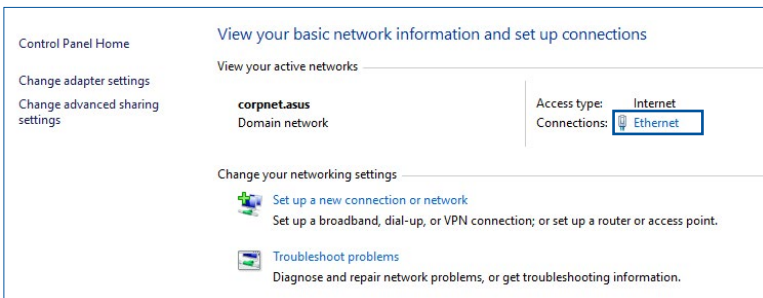 Control Panel Home
Change adapter settings
Change advanced sharing
settings
View your basic network information and set up connections
View your active networks
corpnet.asus
Domain network
Access type: Internet
Connections: Ethernet
Change your networking settings
Set up a new connection or network
Set up a broadband, dial-up, or VPN connection; or set up a router or access point.
Troubleshoot problems
Diagnose and repair network problems, or get troubleshooting information.